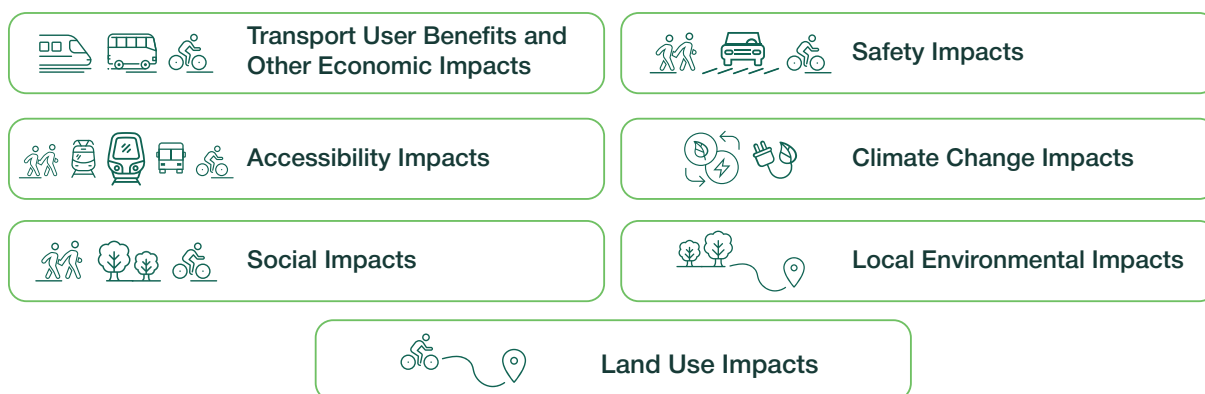 Transport User Benefits and
Other Economic Impacts
Safety Impacts
Accessibility Impacts
Climate Change Impacts
Social Impacts
Local Environmental Impacts
Land Use Impacts